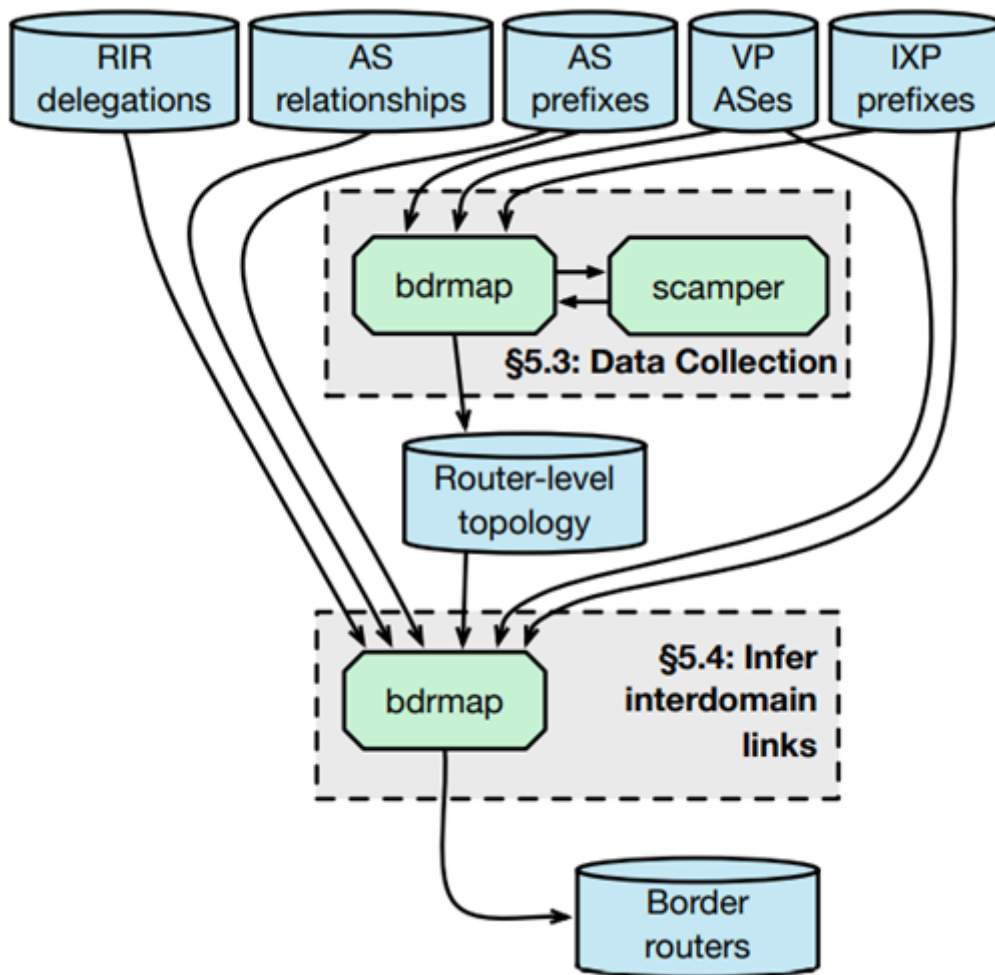 RIR
delegations
AS
relationships
AS
prefixes
VP
ASes
IXP
prefixes
bdrmap
scamper
§5.3: Data Collection
Router-level
topology
§5.4: Infer
interdomain
links
bdrmap
Border
routers